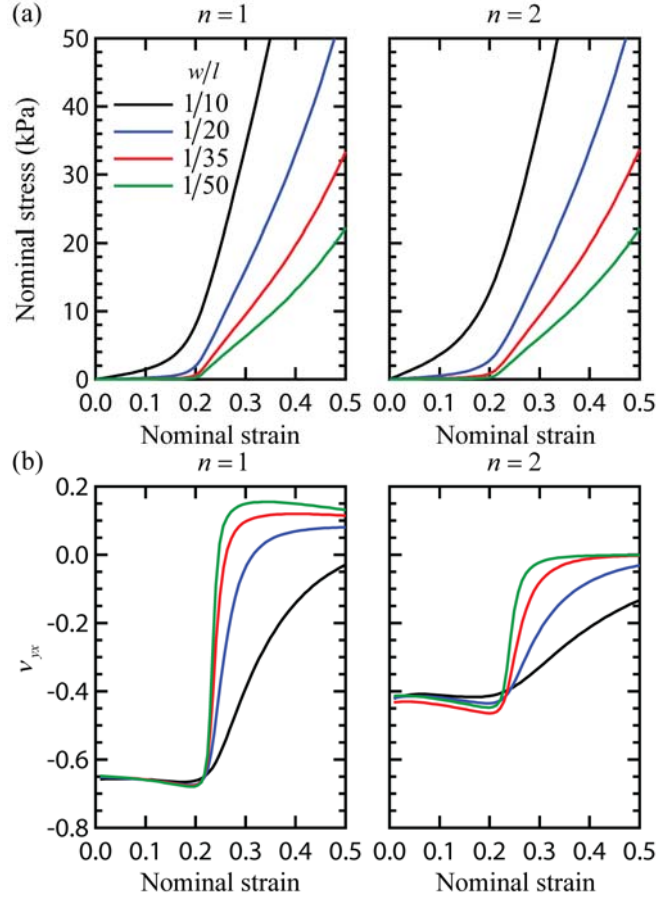 (a)
n = 1
n = 2
Nominal stress (kPa)
50
40
30
20
10
0
w/l
1/10
1/20
1/35
1/50
0.0 0.1 0.2 0.3 0.4 0.5
0.0 0.1 0.2 0.3 0.4 0.5
Nominal strain
Nominal strain
(b)
n = 1
n = 2
ν_yx
0.2
0.0
-0.2
-0.4
-0.6
-0.8
0.0 0.1 0.2 0.3 0.4 0.5
0.0 0.1 0.2 0.3 0.4 0.5
Nominal strain
Nominal strain